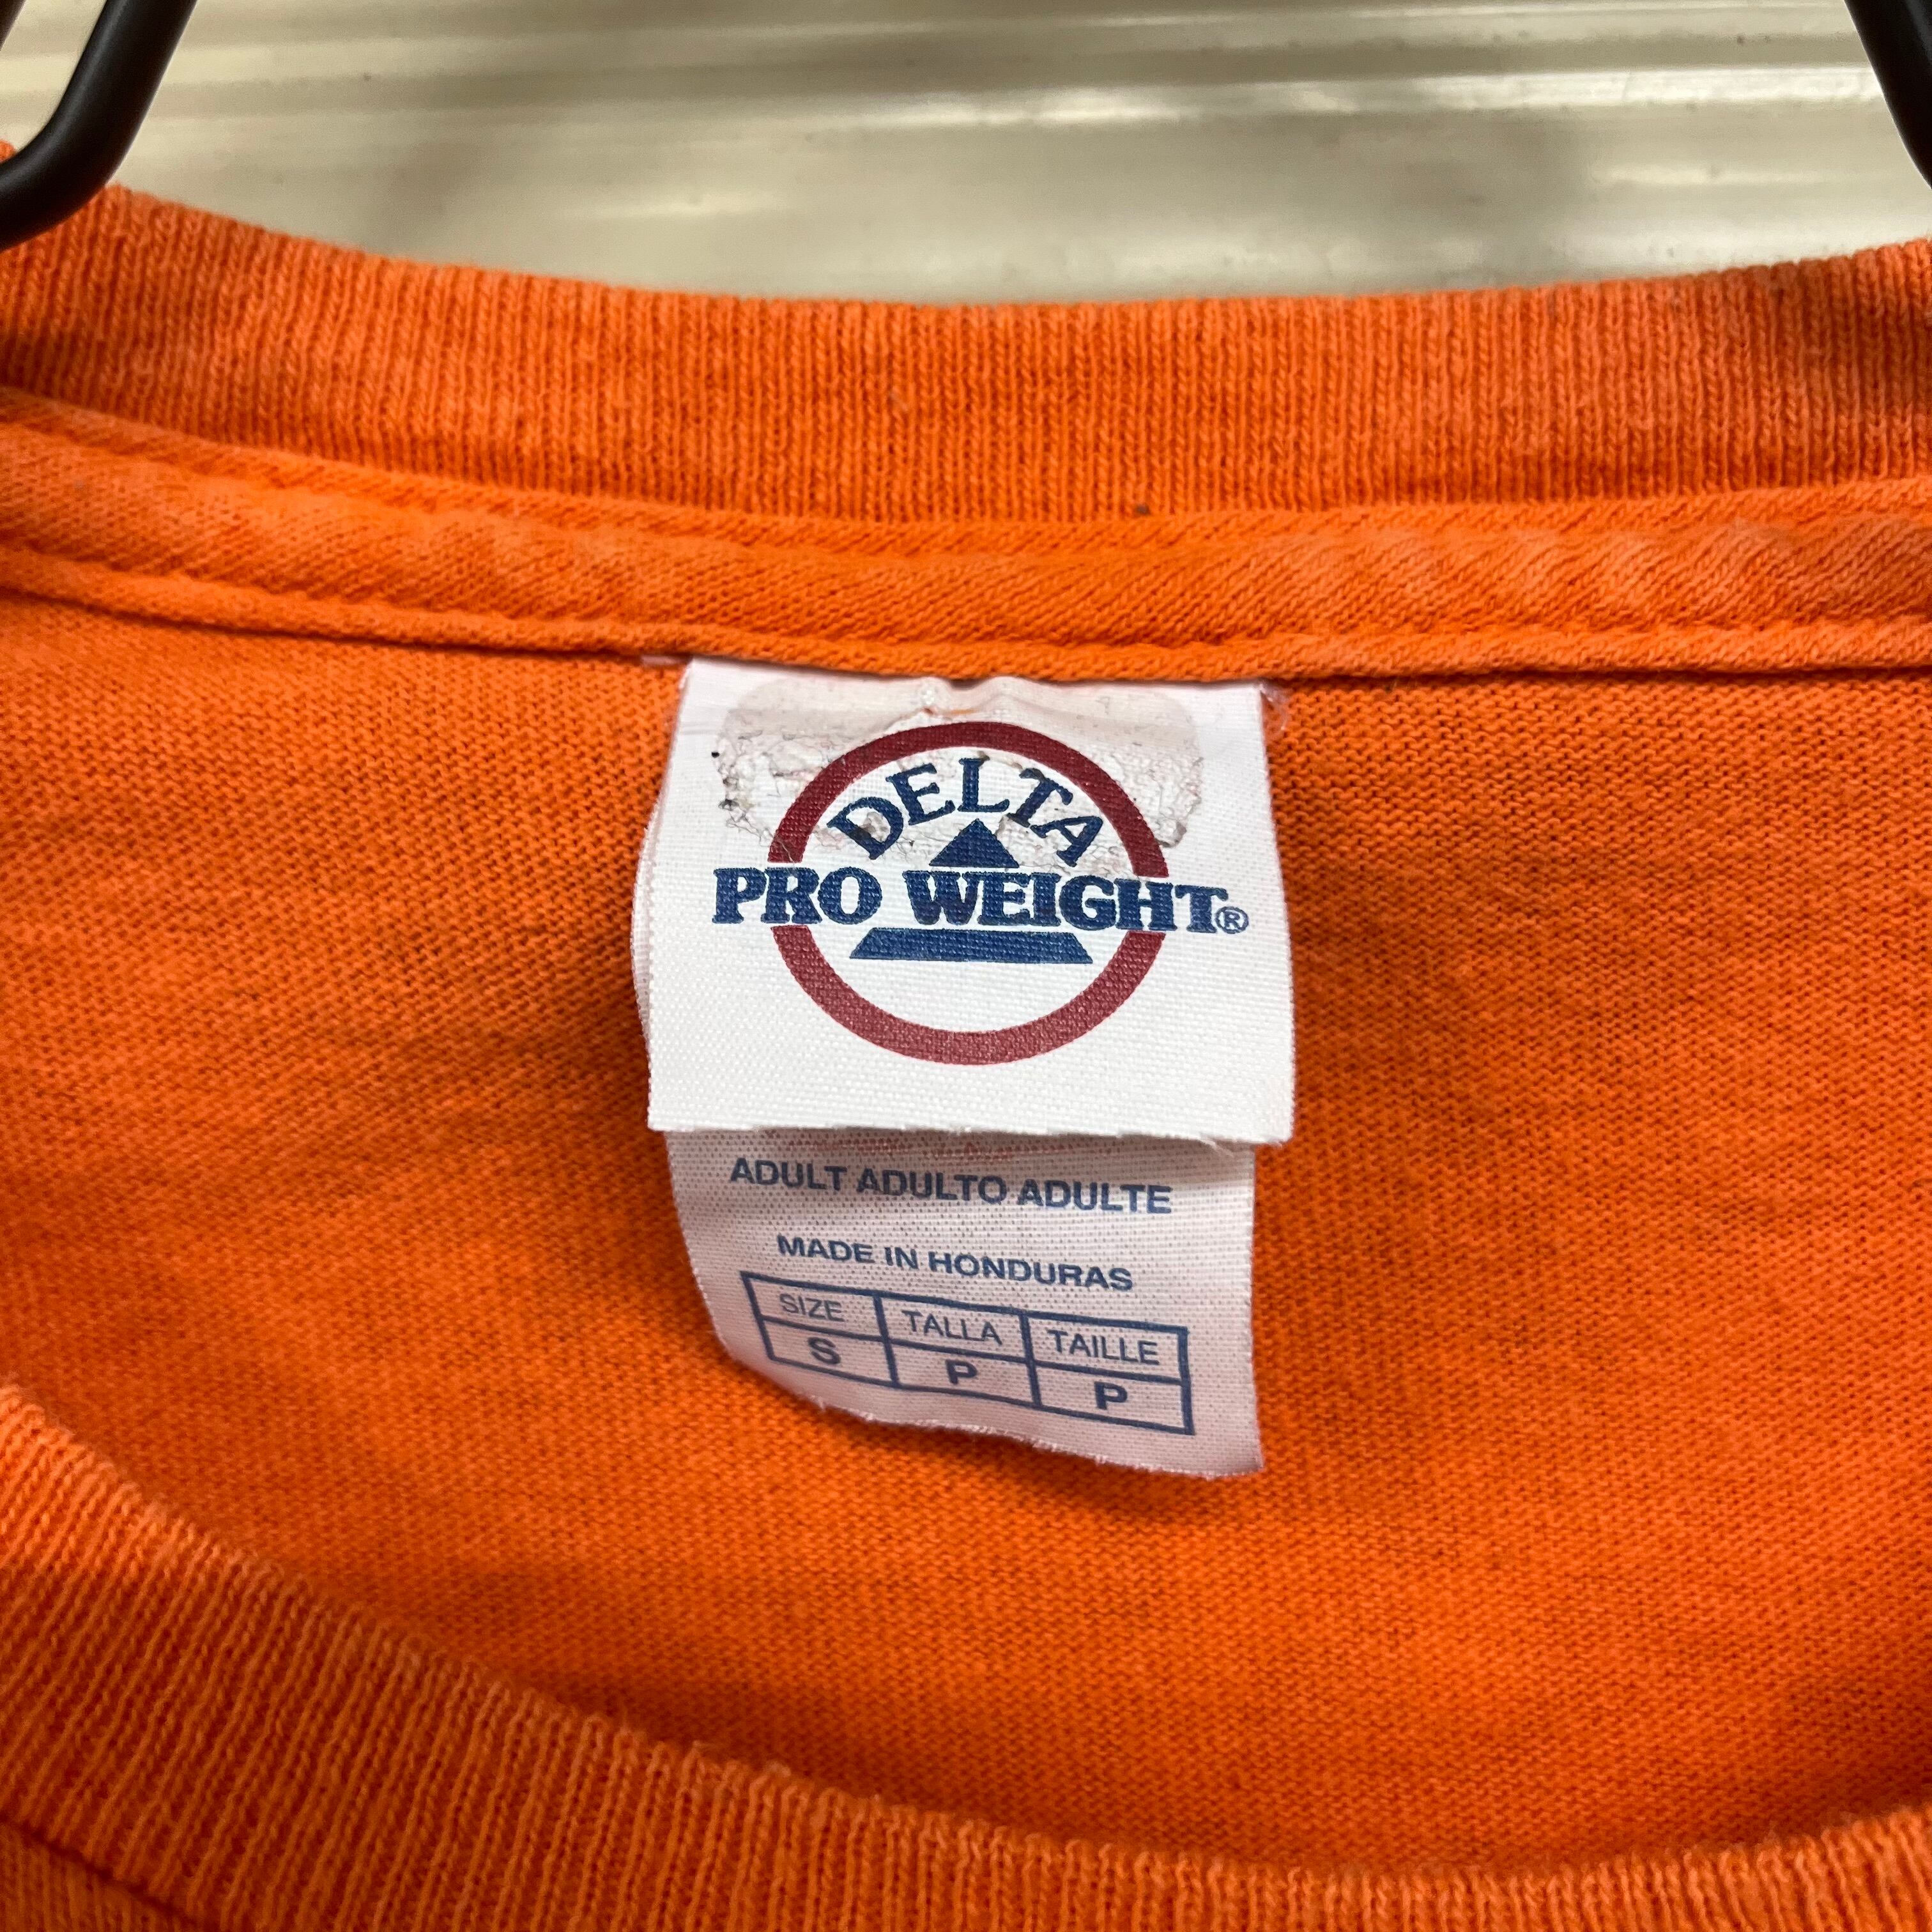 DELTA
PRO WEIGHT®
ADULT ADULTO ADULTE
MADE IN HONDURAS
SIZE TALLA TAILLE
S P P